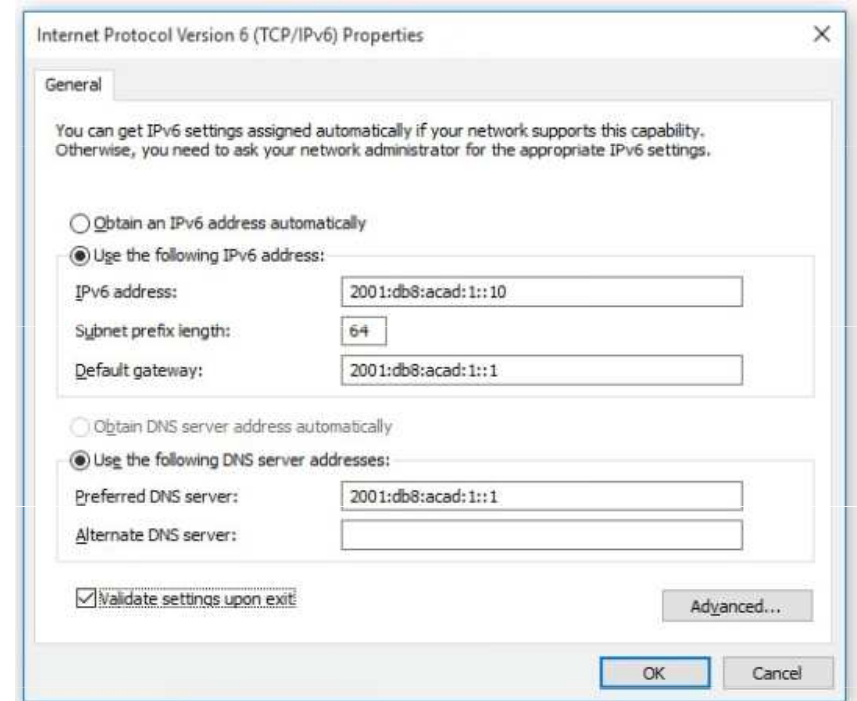 Internet Protocol Version 6 (TCP/IPv6) Properties
General
You can get IPv6 settings assigned automatically if your network supports this capability.
Otherwise, you need to ask your network administrator for the appropriate IPv6 settings.
Obtain an IPv6 address automatically
Use the following IPv6 address:
IPv6 address: 2001:db8:acad:1::10
Subnet prefix length: 64
Default gateway: 2001:db8:acad:1::1
Obtain DNS server address automatically
Use the following DNS server addresses:
Preferred DNS server: 2001:db8:acad:1::1
Alternate DNS server:
Validate settings upon exit
Advanced...
OK Cancel